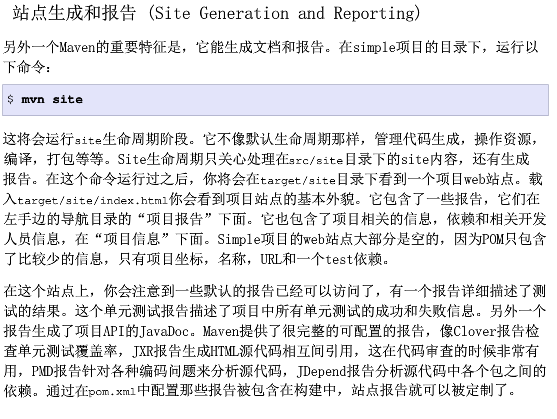 站点生成和报告 (Site Generation and Reporting)
另外一个Maven的重要特征是，它能生成文档和报告。在simple项目的目录下，运行以
下命令：
$ mvn site
这将会运行site生命周期阶段。它不像默认生命周期那样，管理代码生成，操作资源，
编译，打包等等。Site生命周期只关心处理在src/site目录下的site内容，还有生成
报告。在这个命令运行过之后，你将会在target/site目录下看到一个项目web站点。载
入target/site/index.html你会看到项目站点的基本外貌。它包含了一些报告，它们在
左手边的导航目录的“项目报告”下面。它也包含了项目相关的信息，依赖和相关开发
人员信息，在“项目信息”下面。Simple项目的web站点大部分是空的，因为POM只包含
了比较少的信息，只有项目坐标，名称，URL和一个test依赖。
在这个站点上，你会注意到一些默认的报告已经可以访问了，有一个报告详细描述了测
试的结果。这个单元测试报告描述了项目中所有单元测试的成功和失败信息。另外一个
报告生成了项目API的JavaDoc。Maven提供了很完整的可配置的报告，像Clover报告检
查单元测试覆盖率，JXR报告生成HTML源代码相互间引用，这在代码审查的时候非常有
用，PMD报告针对各种编码问题来分析源代码，JDepend报告分析源代码中各个包之间的
依赖。通过在pom.xml中配置那些报告被包含在构建中，站点报告就可以被定制了。